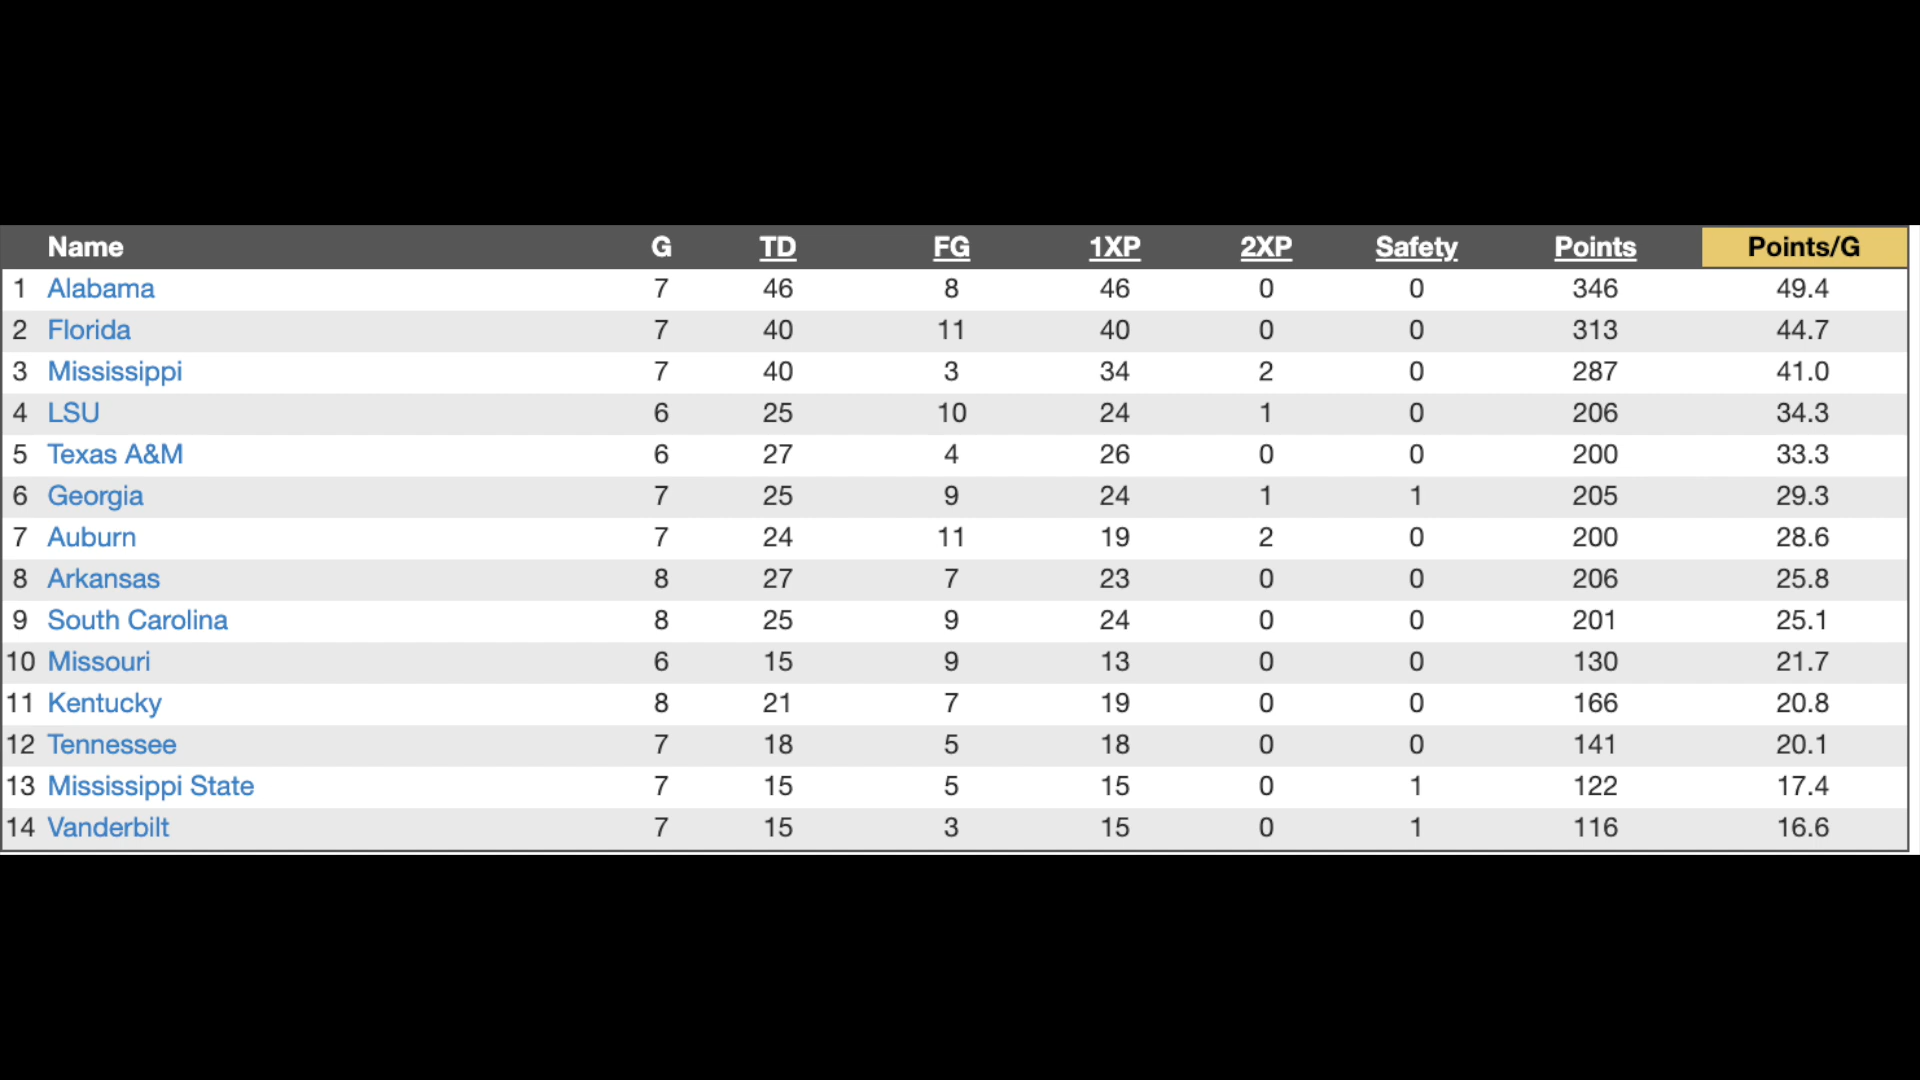 Name G TD FG 1XP 2XP Safety Points Points/G
1 Alabama 7 46 8 46 0 0 346 49.4
2 Florida 7 40 11 40 0 0 313 44.7
3 Mississippi 7 40 3 34 2 0 287 41.0
4 LSU 6 25 10 24 1 0 206 34.3
5 Texas A&M 6 27 4 26 0 0 200 33.3
6 Georgia 7 25 9 24 1 1 205 29.3
7 Auburn 7 24 11 19 2 0 200 28.6
8 Arkansas 8 27 7 23 0 0 206 25.8
9 South Carolina 8 25 9 24 0 0 201 25.1
10 Missouri 6 15 9 13 0 0 130 21.7
11 Kentucky 8 21 7 19 0 0 166 20.8
12 Tennessee 7 18 5 18 0 0 141 20.1
13 Mississippi State 7 15 5 15 0 1 122 17.4
14 Vanderbilt 7 15 3 15 0 1 116 16.6